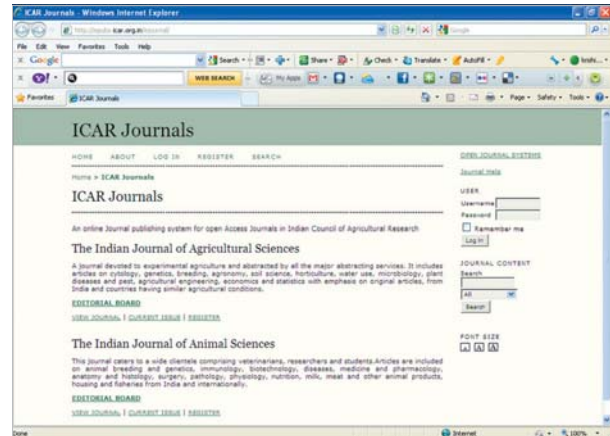 ICAR Journals - Windows Internet Explorer
File Edit View Favorites Tools Help
Google Search Share Check Translate AutoFill
WEB SEARCH My Apps
Favorites ICAR Journals Page Safety Tools
ICAR Journals
HOME ABOUT LOG IN REGISTER SEARCH
Home > ICAR Journals
ICAR Journals
An online Journal publishing system for open Access Journals in Indian Council of Agricultural Research
The Indian Journal of Agricultural Sciences
A journal devoted to experimental agriculture and abstracted by all the major abstracting services. It includes
articles on cytology, genetics, breeding, agronomy, soil science, horticulture, water use, microbiology, plant
diseases and pest, agricultural engineering, economics and statistics with emphasis on original articles, from
India and countries having similar agricultural conditions.
EDITORIAL BOARD
VIEW JOURNAL | CURRENT ISSUE | REGISTER
The Indian Journal of Animal Sciences
This journal caters to a wide clientele comprising veterinarians, researchers and students.Articles are included
on animal breeding and genetics, immunology, biotechnology, diseases, medicine and pharmacology,
anatomy and histology, surgery, pathology, physiology, nutrition, milk, meat and other animal products,
housing and fisheries from India and internationally.
EDITORIAL BOARD
VIEW JOURNAL | CURRENT ISSUE | REGISTER
OPEN JOURNAL SYSTEMS
Journal Help
USER
Username
Password
Remember me
Log In
JOURNAL CONTENT
Search
All
Search
FONT SIZE
A A A
Done Internet 100%